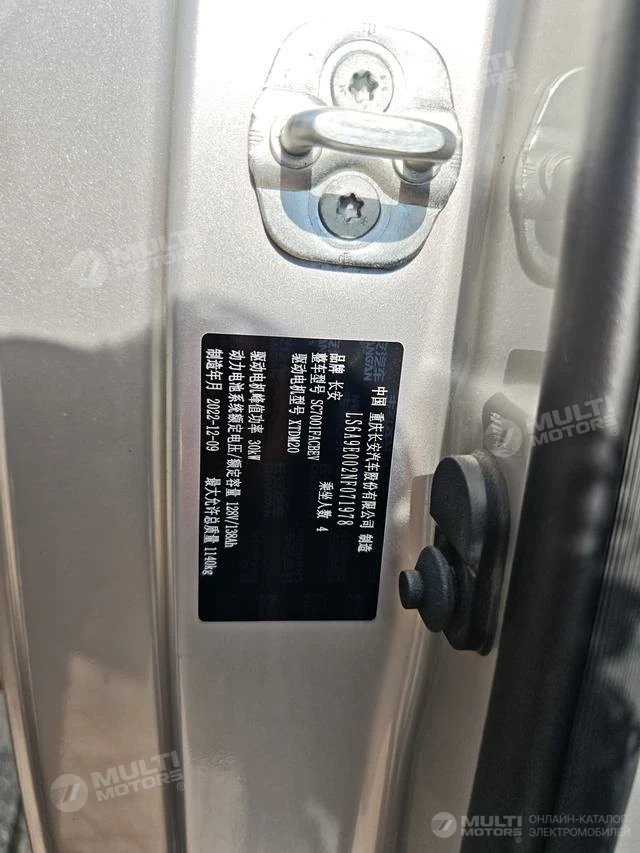 中国 重庆长安汽车股份有限公司 制造
LS6A9E002NF071978
品牌 长安
整车型号 SC7001FACBEV 乘坐人数 4
驱动电机型号 XTDM20
驱动电机峰值功率 30kW
动力电池系统额定电压/额定容量 128V/138Ah
制造年月 2022-12-09 最大允许总质量 1140kg
MULTI MOTORS
MULTI MOTORS
MULTI MOTORS
MULTI MOTORS
ОНЛАЙН-КАТАЛОГ
ЭЛЕКТРОМОБИЛЕЙ